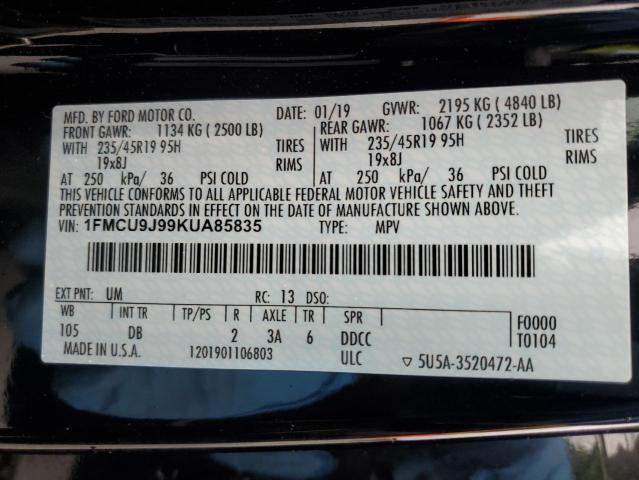 MFD. BY FORD MOTOR CO. DATE: 01/19 GVWR: 2195 KG ( 4840 LB)
FRONT GAWR: 1134 KG ( 2500 LB) REAR GAWR: 1067 KG ( 2352 LB)
WITH 235/45R19 95H TIRES WITH 235/45R19 95H TIRES
19x8J RIMS 19x8J RIMS
AT 250 kPa/ 36 PSI COLD AT 250 kPa/ 36 PSI COLD
THIS VEHICLE CONFORMS TO ALL APPLICABLE FEDERAL MOTOR VEHICLE SAFETY AND THEFT
PREVENTION STANDARDS IN EFFECT ON THE DATE OF MANUFACTURE SHOWN ABOVE.
VIN: 1FMCU9J99KUA85835 TYPE: MPV
EXT PNT: UM RC: 13 DSO:
WB INT TR TP/PS R AXLE TR SPR F0000
105 DB 2 3A 6 DDCC T0104
MADE IN U.S.A. 1201901106803 ULC ▽ 5U5A-3520472-AA